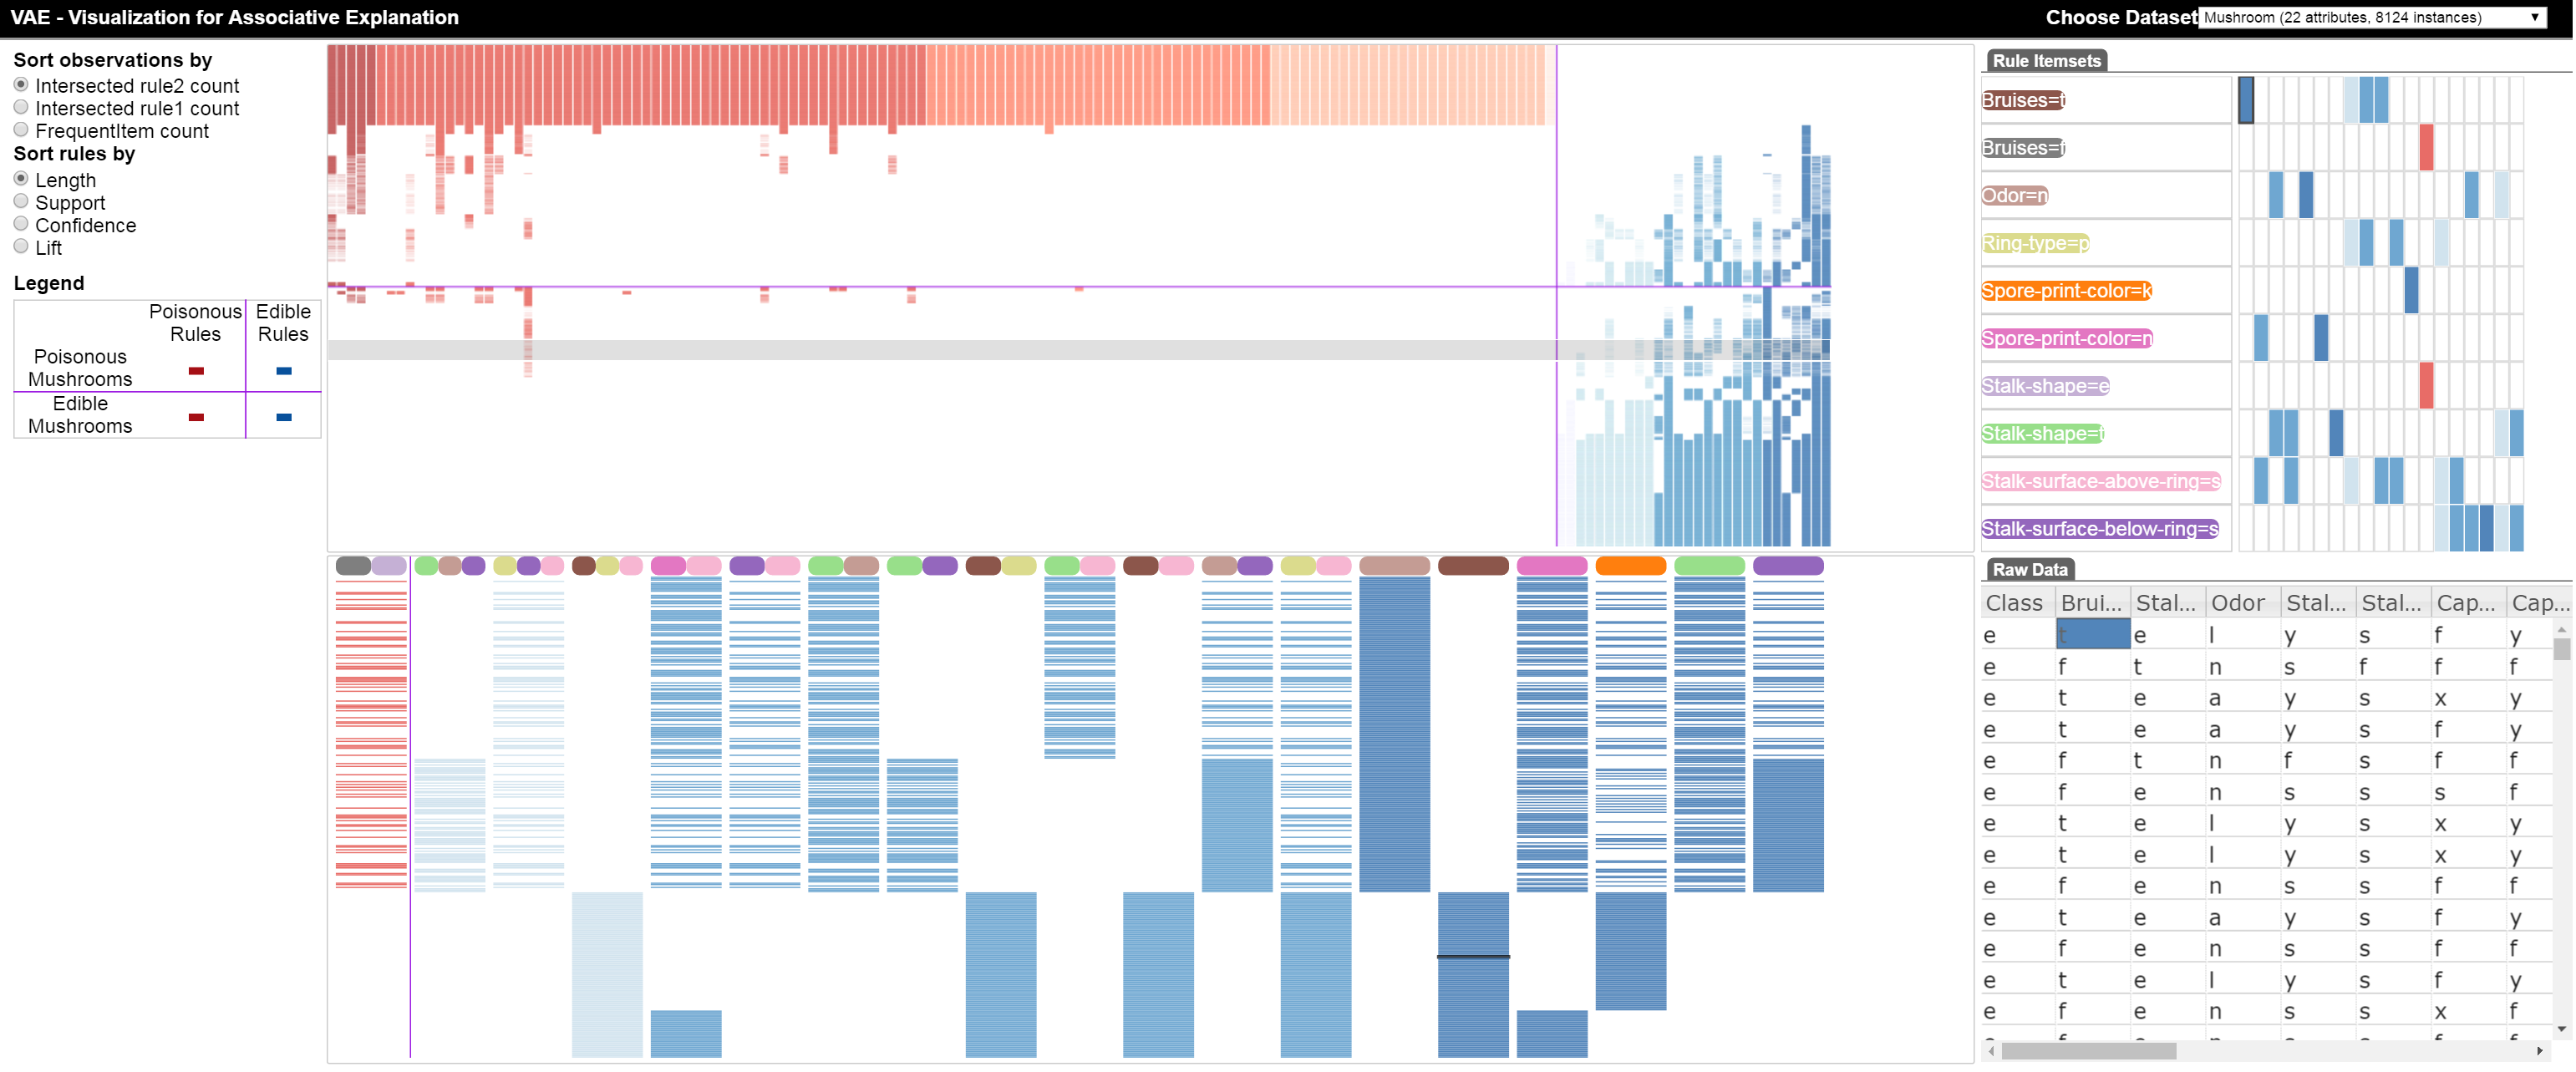 VAE - Visualization for Associative Explanation
Choose Dataset Mushroom (22 attributes, 8124 instances)
Sort observations by
Intersected rule2 count
Intersected rule1 count
FrequentItem count
Sort rules by
Length
Support
Confidence
Lift
Legend
Poisonous Rules
Edible Rules
Poisonous Mushrooms
Edible Mushrooms
Rule Itemsets
Bruises=t
Bruises=f
Odor=n
Ring-type=p
Spore-print-color=k
Spore-print-color=n
Stalk-shape=e
Stalk-shape=t
Stalk-surface-above-ring=s
Stalk-surface-below-ring=s
Raw Data
Class Brui... Stal... Odor Stal... Stal... Cap... Cap...
e t e l y s f y
e f t n s f f f
e t e a y s x y
e t e a y s f y
e f t n f s f f
e f e n s s s f
e t e l y s x y
e t e l y s x y
e f e n s s f f
e t e a y s f y
e f e n s s f f
e t e l y s f y
e f e n s s x f